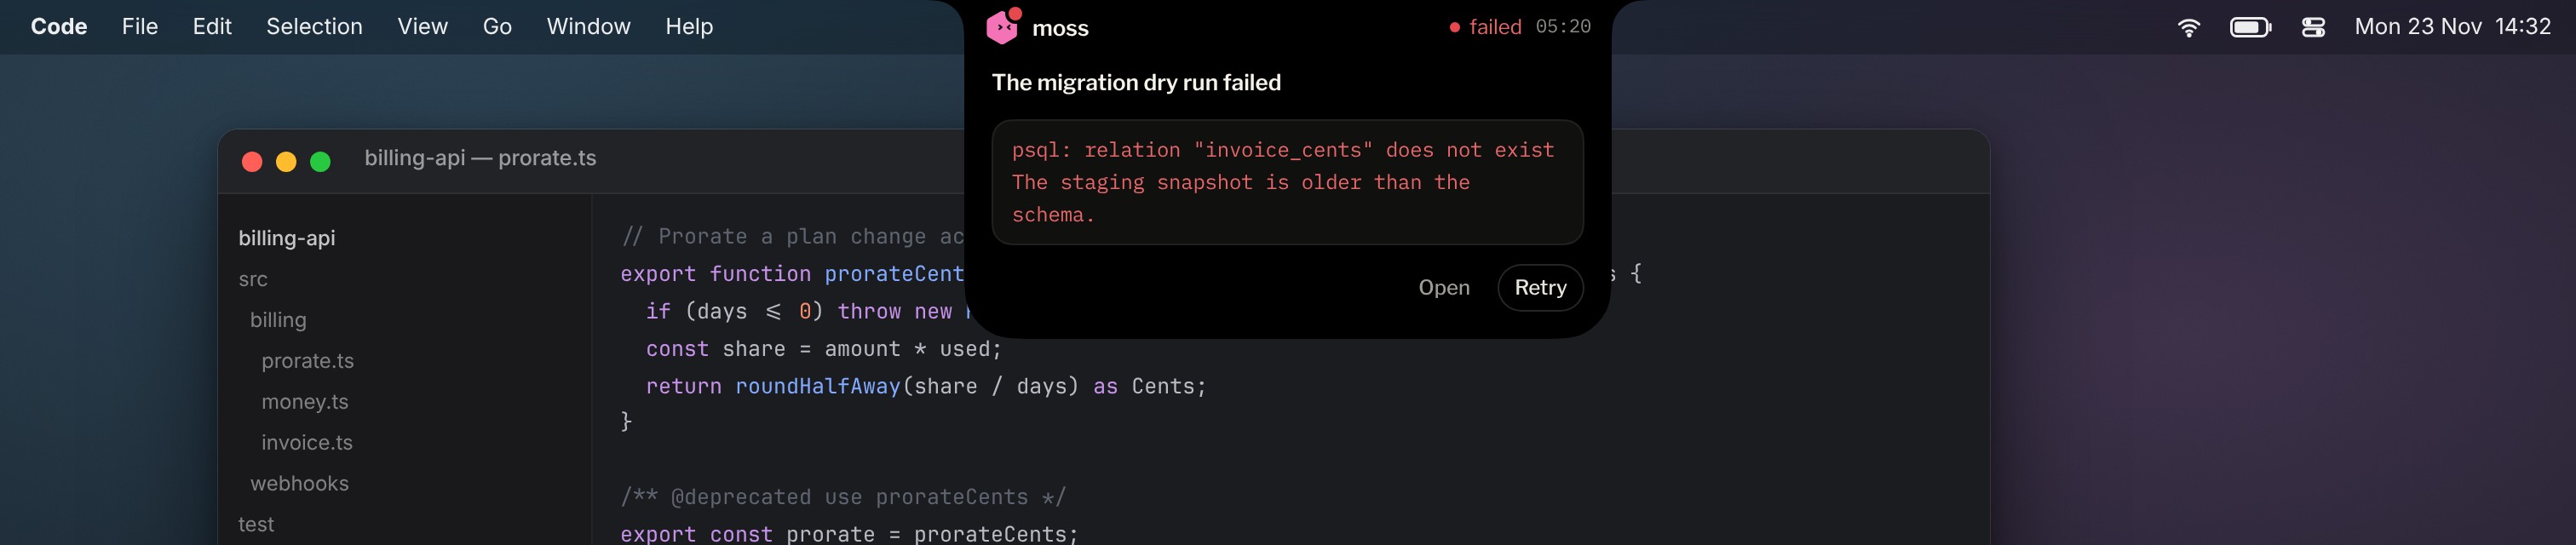 Code File Edit Selection View Go Window Help
moss
failed 05:20
Mon 23 Nov 14:32
The migration dry run failed
psql: relation "invoice_cents" does not exist
The staging snapshot is older than the
schema.
Open Retry
billing-api — prorate.ts
billing-api
src
billing
prorate.ts
money.ts
invoice.ts
webhooks
test
// Prorate a plan change
export function prorateCent { 
if (days <= 0) throw new
const share = amount * used;
return roundHalfAway(share / days) as Cents;
}
/** @deprecated use prorateCents */
export const prorate = prorateCents;